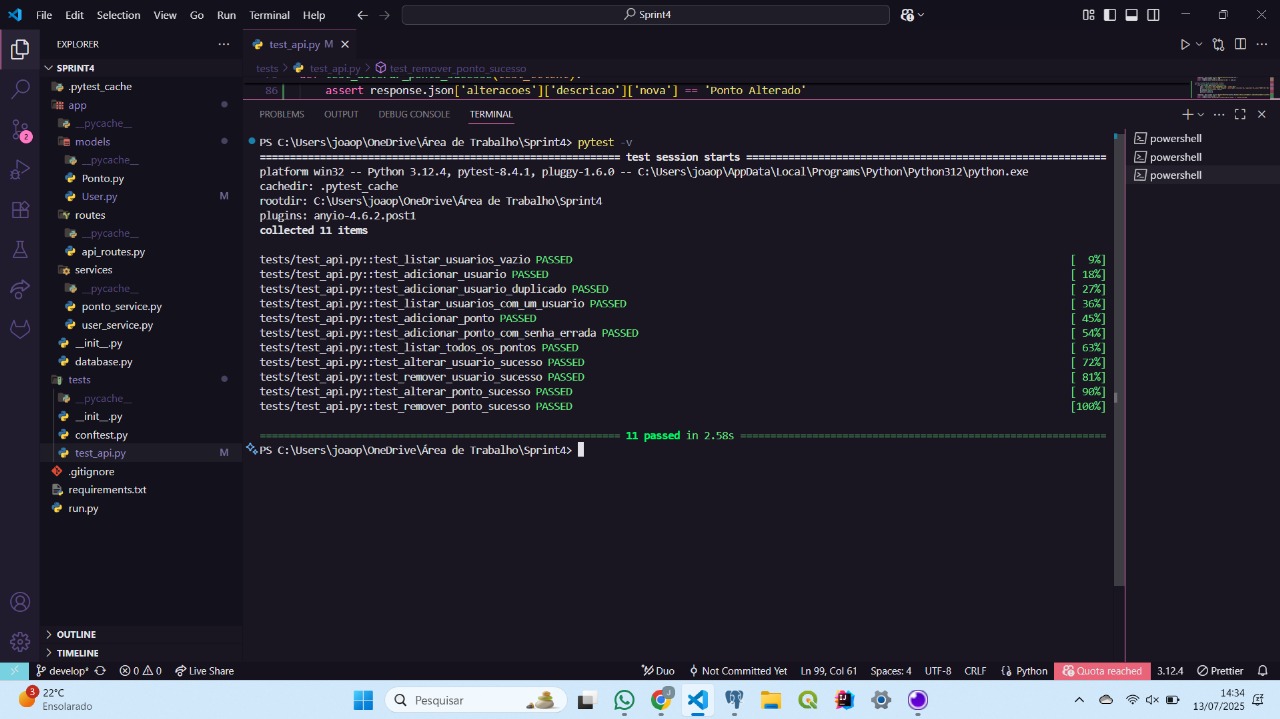 File Edit Selection View Go Run Terminal Help
Sprint4
EXPLORER
test_api.py M
SPRINT4
tests > test_api.py > test_remover_ponto_sucesso
.pytest_cache
86 assert response.json['alteracoes']['descricao']['nova'] == 'Ponto Alterado'
app
__pycache__
models
__pycache__
Ponto.py
User.py M
routes
__pycache__
api_routes.py
services
__pycache__
ponto_service.py
user_service.py
__init__.py
database.py
tests
__pycache__
__init__.py
conftest.py
test_api.py M
.gitignore
requirements.txt
run.py
OUTLINE
TIMELINE
PROBLEMS OUTPUT DEBUG CONSOLE TERMINAL
PS C:\Users\joaop\OneDrive\Área de Trabalho\Sprint4> pytest -v
test session starts
platform win32 -- Python 3.12.4, pytest-8.4.1, pluggy-1.6.0 -- C:\Users\joaop\AppData\Local\Programs\Python\Python312\python.exe
cachedir: .pytest_cache
rootdir: C:\Users\joaop\OneDrive\Área de Trabalho\Sprint4
plugins: anyio-4.6.2.post1
collected 11 items
tests/test_api.py::test_listar_usuarios_vazio PASSED [ 9%]
tests/test_api.py::test_adicionar_usuario PASSED [ 18%]
tests/test_api.py::test_adicionar_usuario_duplicado PASSED [ 27%]
tests/test_api.py::test_listar_usuarios_com_um_usuario PASSED [ 36%]
tests/test_api.py::test_adicionar_ponto PASSED [ 45%]
tests/test_api.py::test_adicionar_ponto_com_senha_errada PASSED [ 54%]
tests/test_api.py::test_listar_todos_os_pontos PASSED [ 63%]
tests/test_api.py::test_alterar_usuario_sucesso PASSED [ 72%]
tests/test_api.py::test_remover_usuario_sucesso PASSED [ 81%]
tests/test_api.py::test_alterar_ponto_sucesso PASSED [ 90%]
tests/test_api.py::test_remover_ponto_sucesso PASSED [100%]
11 passed in 2.58s
PS C:\Users\joaop\OneDrive\Área de Trabalho\Sprint4>
powershell
powershell
powershell
2
develop* 0 0 Live Share Duo Not Committed Yet Ln 99, Col 61 Spaces: 4 UTF-8 CRLF Python Quota reached 3.12.4 Prettier
3
22°C
Ensolarado
Pesquisar
14:34
13/07/2025